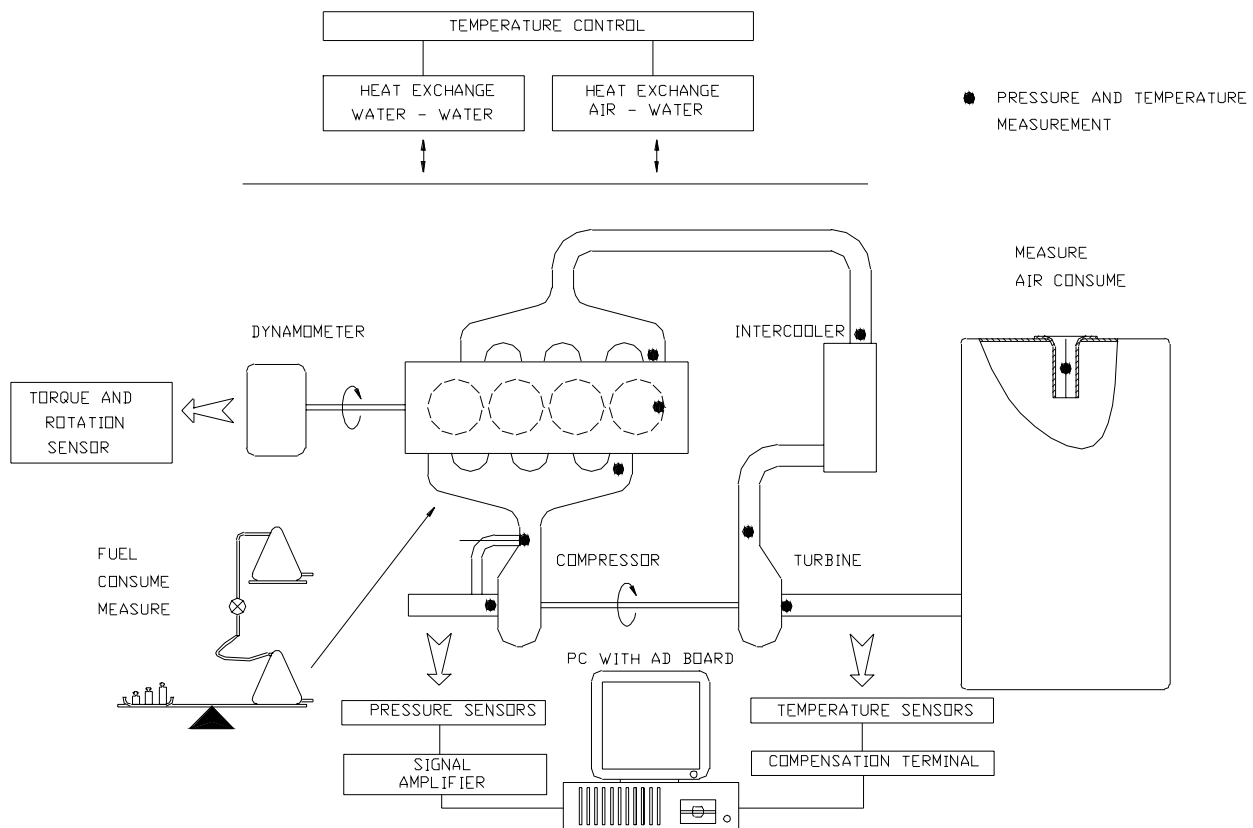 TEMPERATURE CONTROL
HEAT EXCHANGE
WATER - WATER
HEAT EXCHANGE
AIR - WATER
PRESSURE AND TEMPERATURE
MEASUREMENT
MEASURE
AIR CONSUME
DYNAMOMETER
INTERCOOLER
TORQUE AND
ROTATION
SENSOR
FUEL
CONSUME
MEASURE
COMPRESSOR
TURBINE
PC WITH AD BOARD
PRESSURE SENSORS
TEMPERATURE SENSORS
SIGNAL
AMPLIFIER
COMPENSATION TERMINAL